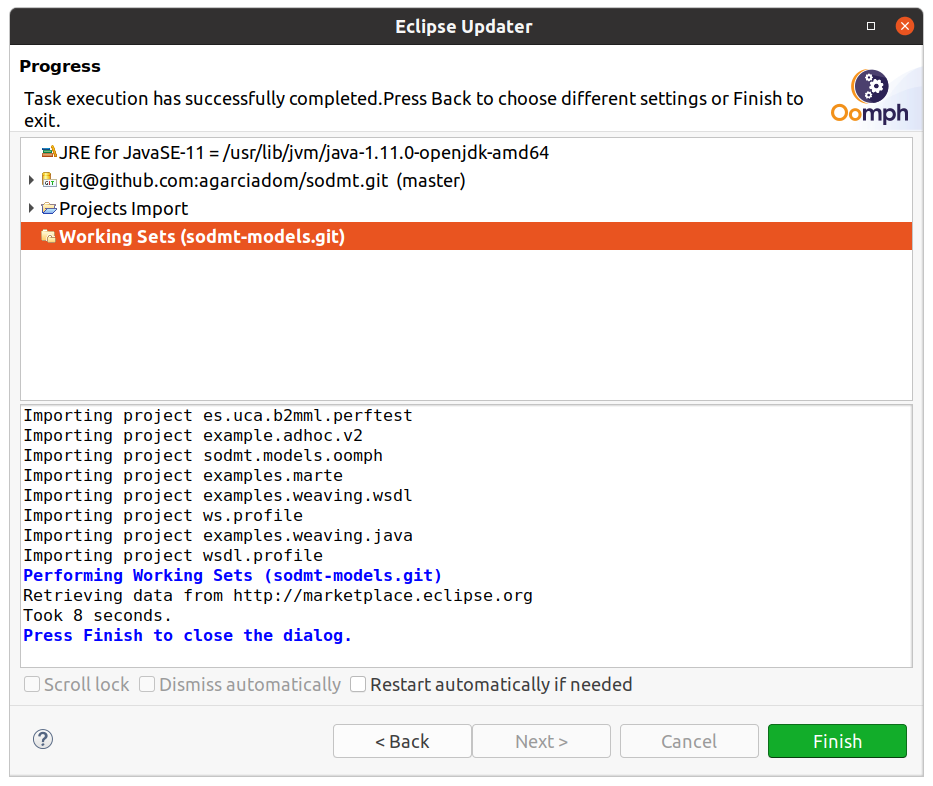 Eclipse Updater
Progress
Task execution has successfully completed.Press Back to choose different settings or Finish to
exit.
Oomph
JRE for JavaSE-11 = /usr/lib/jvm/java-1.11.0-openjdk-amd64
GIT git@github.com:agarciadom/sodmt.git (master)
Projects Import
Working Sets (sodmt-models.git)
Importing project es.uca.b2mml.perftest
Importing project example.adhoc.v2
Importing project sodmt.models.oomph
Importing project examples.marte
Importing project examples.weaving.wsdl
Importing project ws.profile
Importing project examples.weaving.java
Importing project wsdl.profile
Performing Working Sets (sodmt-models.git)
Retrieving data from http://marketplace.eclipse.org
Took 8 seconds.
Press Finish to close the dialog.
Scroll lock Dismiss automatically Restart automatically if needed
? < Back Next > Cancel Finish